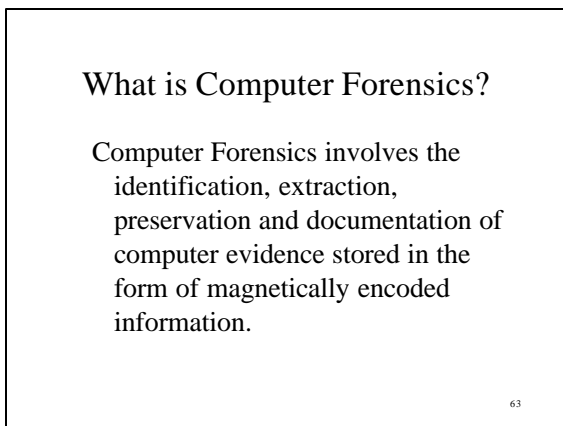 What is Computer Forensics?
Computer Forensics involves the
identification, extraction,
preservation and documentation of
computer evidence stored in the
form of magnetically encoded
information.
63